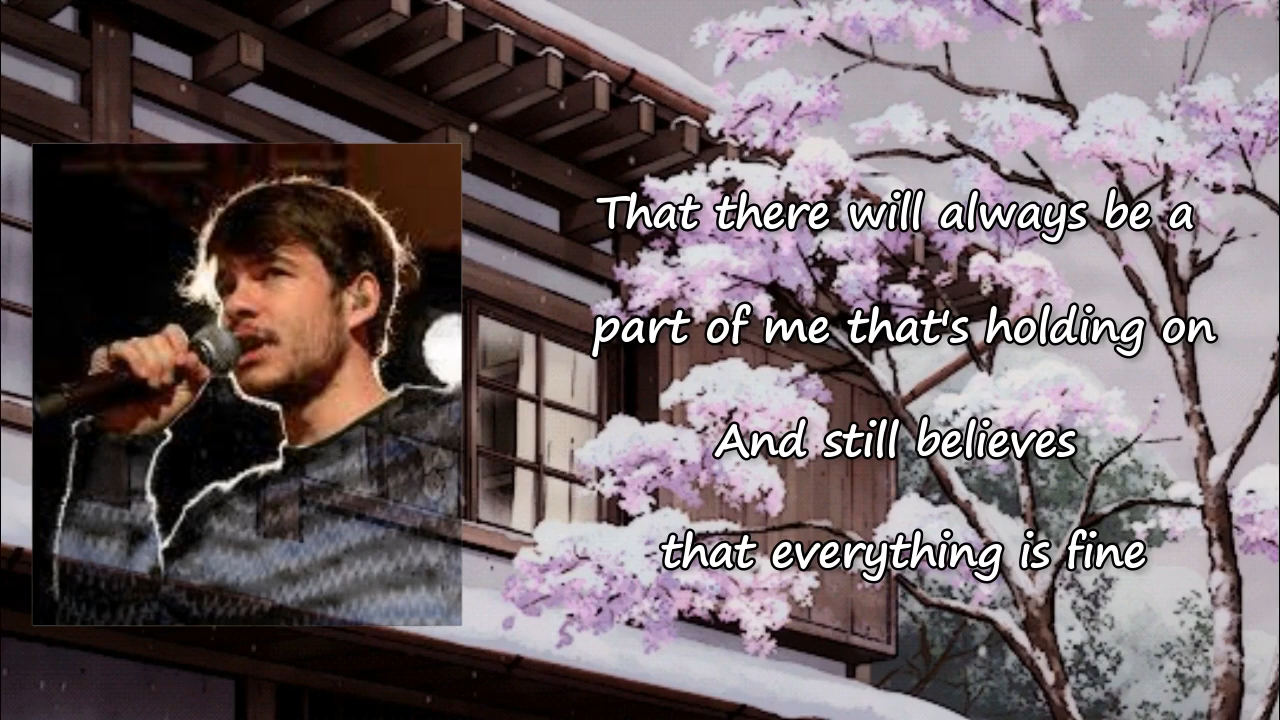 That there will always be a
part of me that's holding on
And still believes
that everything is fine